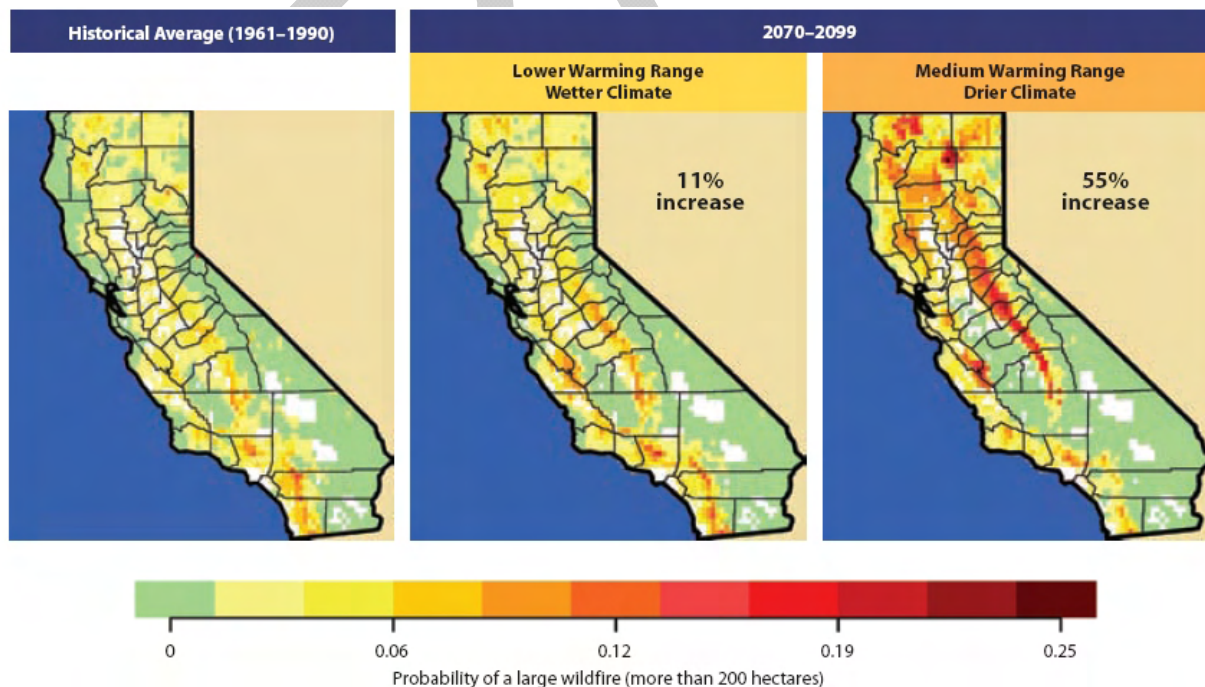 Historical Average (1961–1990)
2070–2099
Lower Warming Range
Wetter Climate
Medium Warming Range
Drier Climate
11%
increase
55%
increase
0
0.06
0.12
0.19
0.25
Probability of a large wildfire (more than 200 hectares)